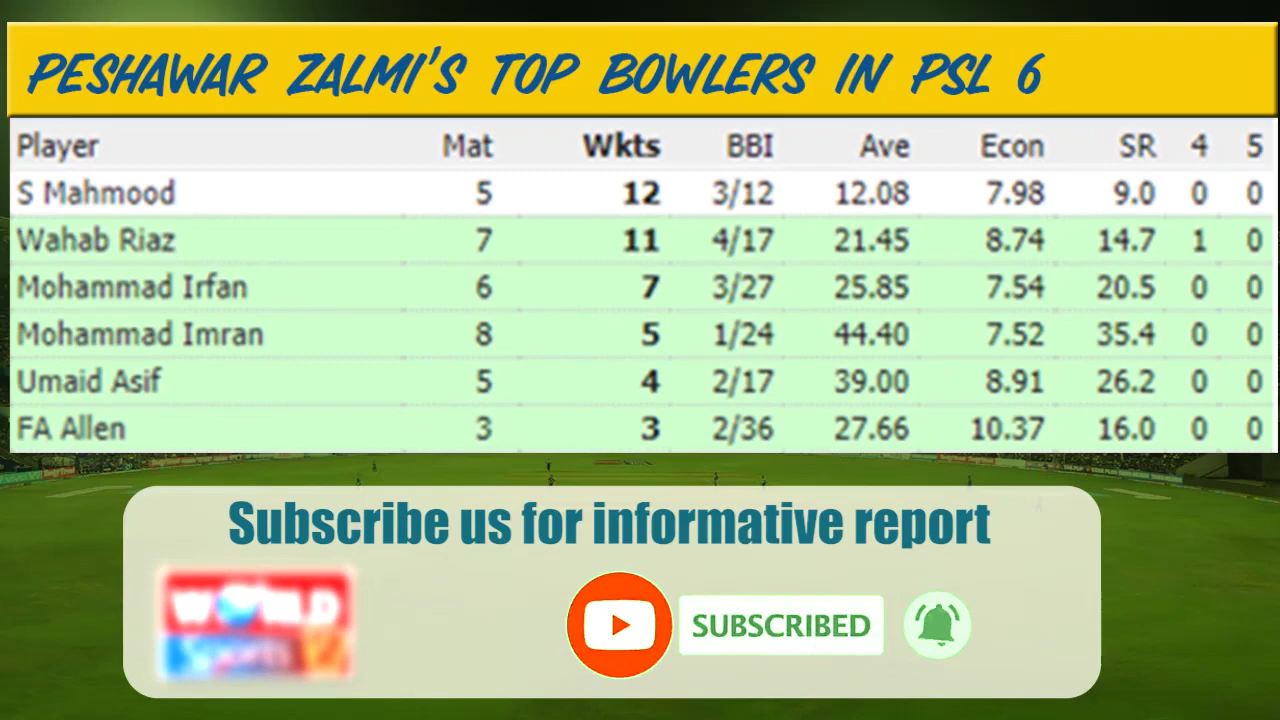 PESHAWAR ZALMI'S TOP BOWLERS IN PSL 6
Player Mat Wkts BBI Ave Econ SR 4 5
S Mahmood 5 12 3/12 12.08 7.98 9.0 0 0
Wahab Riaz 7 11 4/17 21.45 8.74 14.7 1 0
Mohammad Irfan 6 7 3/27 25.85 7.54 20.5 0 0
Mohammad Imran 8 5 1/24 44.40 7.52 35.4 0 0
Umaid Asif 5 4 2/17 39.00 8.91 26.2 0 0
FA Allen 3 3 2/36 27.66 10.37 16.0 0 0
Subscribe us for informative report
WORLD
SUBSCRIBED